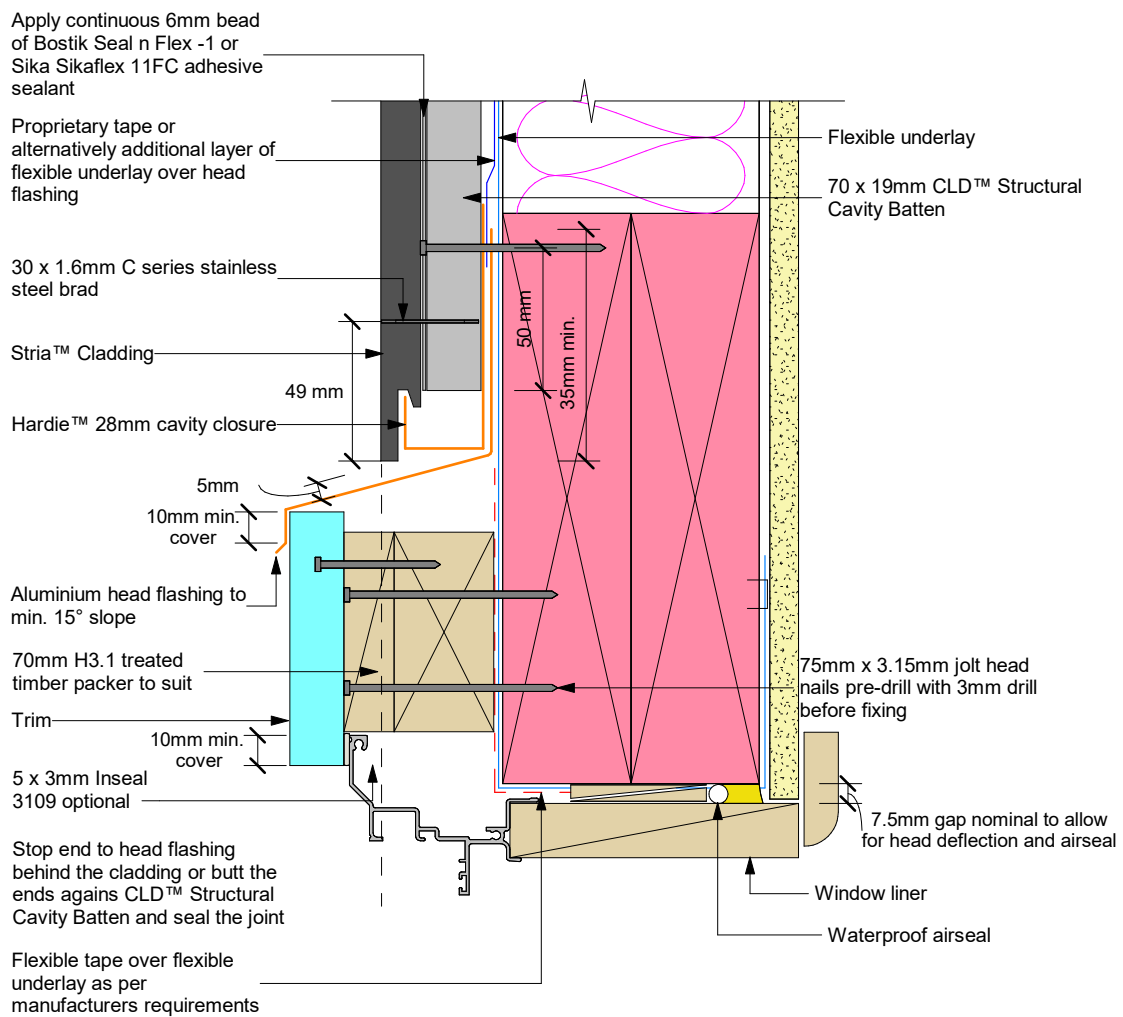 Apply continuous 6mm bead
of Bostik Seal n Flex -1 or
Sika Sikaflex 11FC adhesive
sealant
Proprietary tape or
alternatively additional layer of
flexible underlay over head
flashing
30 x 1.6mm C series stainless
steel brad
Stria™ Cladding
49 mm
Hardie™ 28mm cavity closure
5mm
10mm min.
cover
Aluminium head flashing to
min. 15° slope
70mm H3.1 treated
timber packer to suit
Trim
10mm min.
cover
5 x 3mm Inseal
3109 optional
Stop end to head flashing
behind the cladding or butt the
ends agains CLD™ Structural
Cavity Batten and seal the joint
Flexible tape over flexible
underlay as per
manufacturers requirements
50 mm
35mm min.
Flexible underlay
70 x 19mm CLD™ Structural
Cavity Batten
75mm x 3.15mm jolt head
nails pre-drill with 3mm drill
before fixing
7.5mm gap nominal to allow
for head deflection and airseal
Window liner
Waterproof airseal